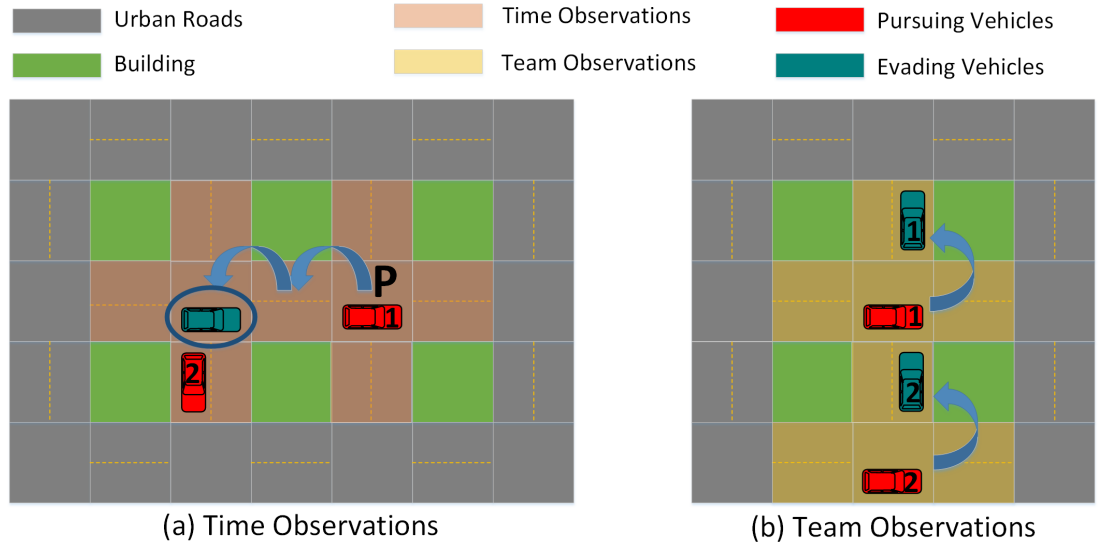 Urban Roads
Time Observations
Pursuing Vehicles
Building
Team Observations
Evading Vehicles
P
1
2
1
1
2
2
(a) Time Observations
(b) Team Observations